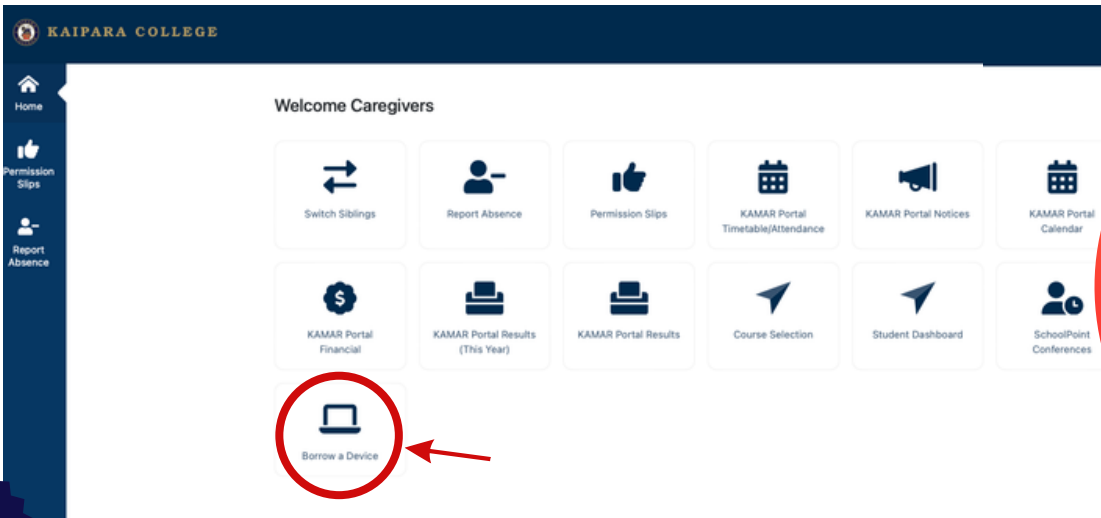 KAIPARA COLLEGE
Home
Permission
Slips
Report
Absence
Welcome Caregivers
Switch Siblings
Report Absence
Permission Slips
KAMAR Portal
Timetable/Attendance
KAMAR Portal Notices
KAMAR Portal
Calendar
KAMAR Portal
Financial
KAMAR Portal Results
(This Year)
KAMAR Portal Results
Course Selection
Student Dashboard
SchoolPoint
Conferences
Borrow a Device